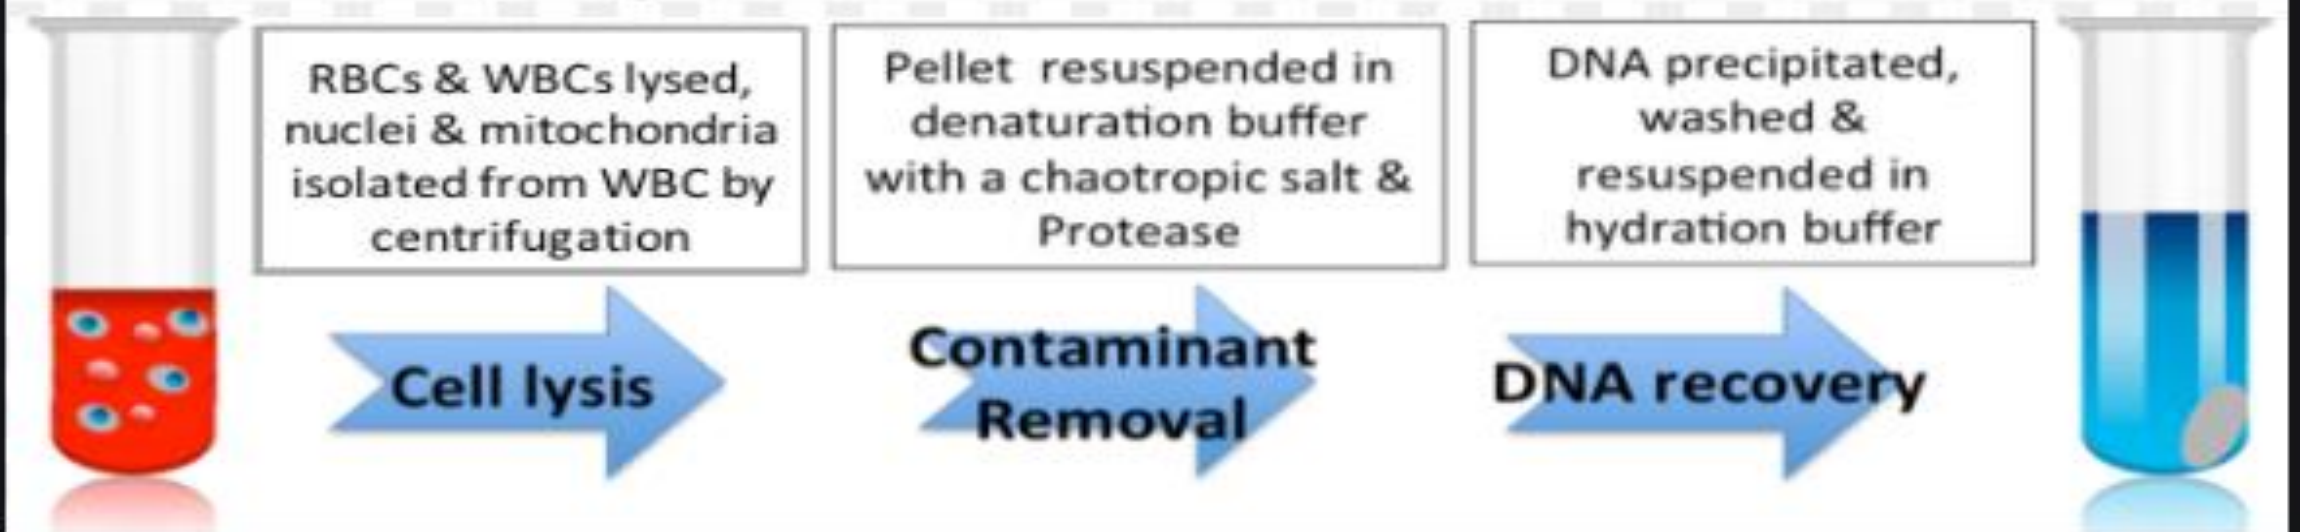 RBCs & WBCs lysed,
nuclei & mitochondria
isolated from WBC by
centrifugation
Pellet resuspended in
denaturation buffer
with a chaotropic salt &
Protease
DNA precipitated,
washed &
resuspended in
hydration buffer
Cell lysis
Contaminant
Removal
DNA recovery